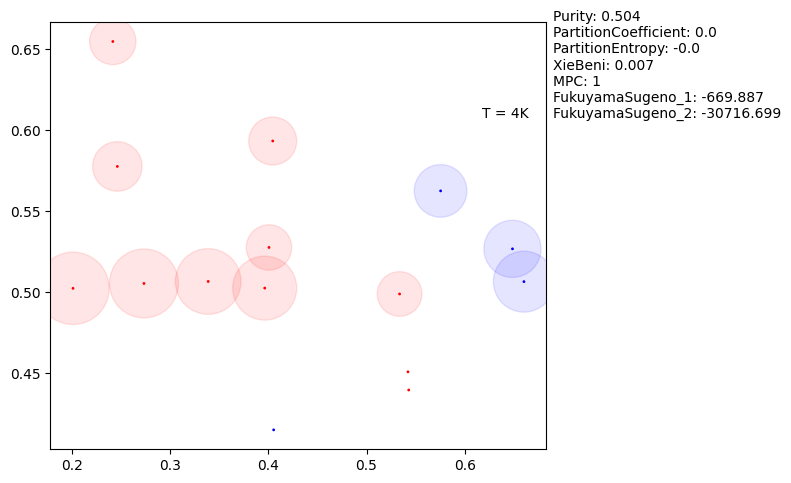 Purity: 0.504
PartitionCoefficient: 0.0
PartitionEntropy: -0.0
XieBeni: 0.007
MPC: 1
FukuyamaSugeno_1: -669.887
FukuyamaSugeno_2: -30716.699
T = 4K
0.65
0.60
0.55
0.50
0.45
0.2 0.3 0.4 0.5 0.6